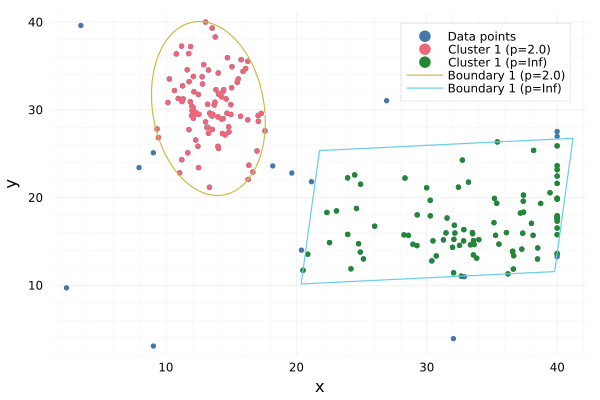 40
30
20
10
y
10
20
30
40
x
Data points
Cluster 1 (p=2.0)
Cluster 1 (p=Inf)
Boundary 1 (p=2.0)
Boundary 1 (p=Inf)